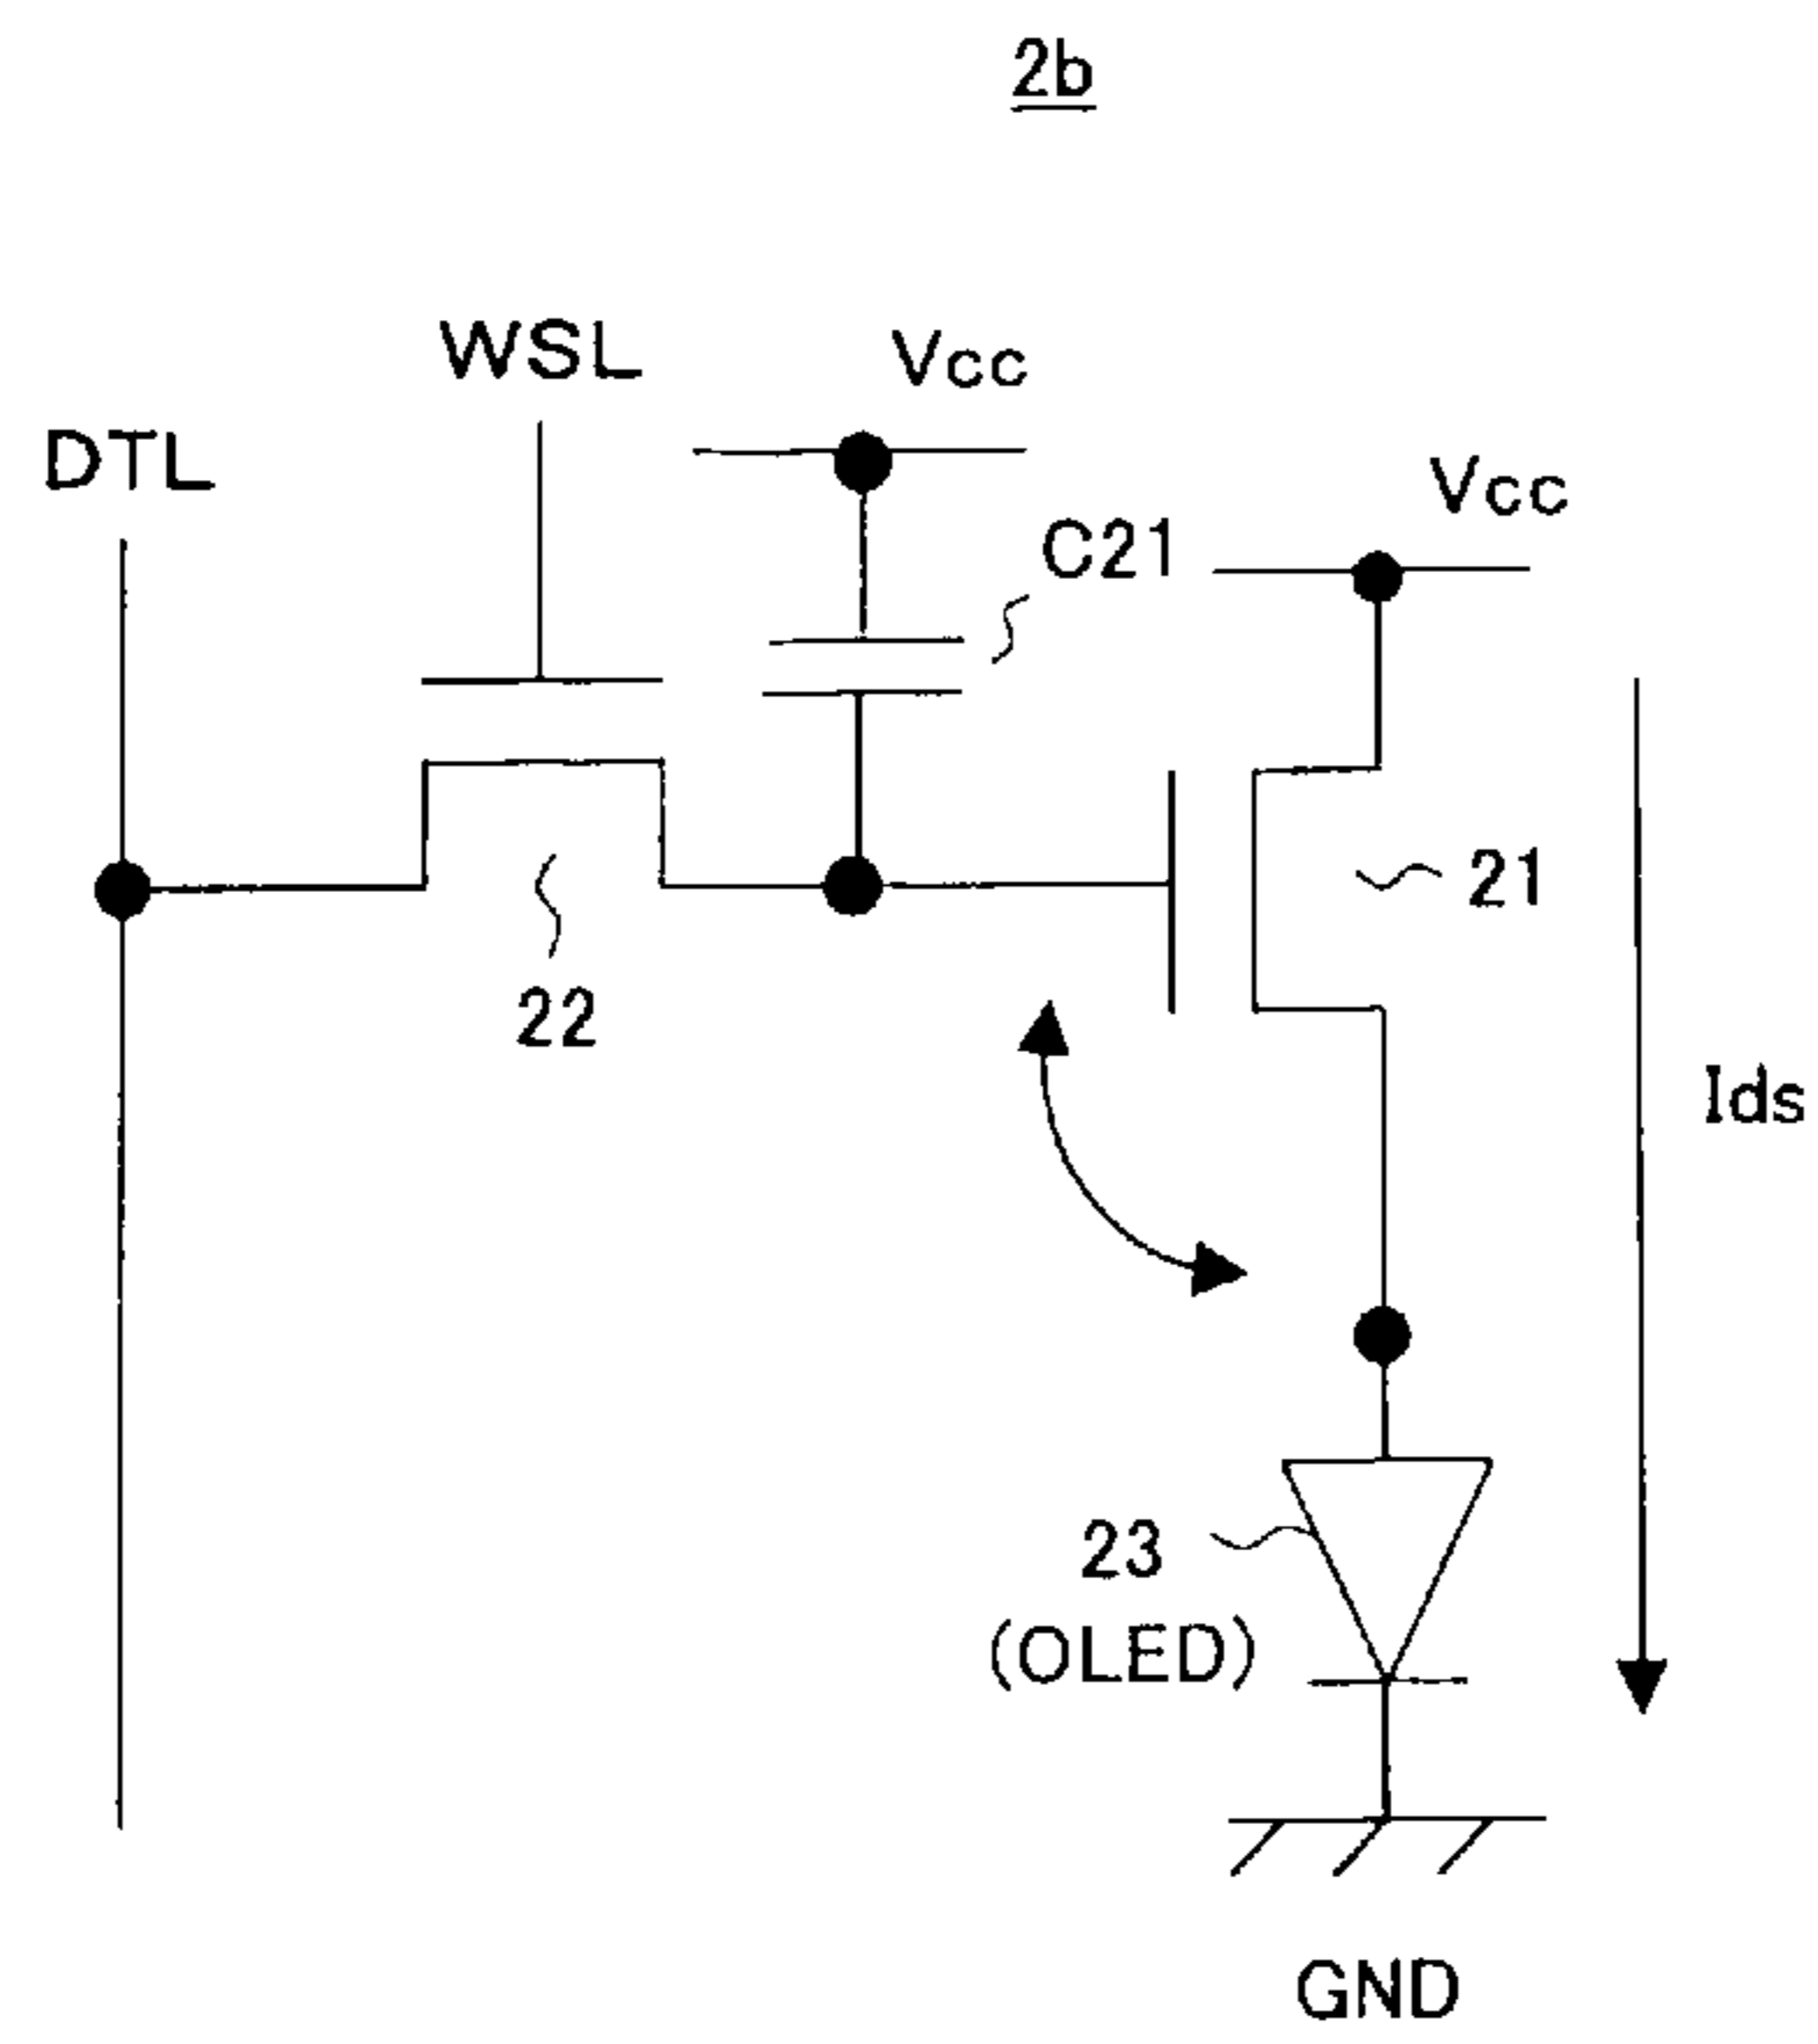 2b
WSL
Vcc
DTL
Vcc
C21
21
22
Ids
23
(OLED)
GND